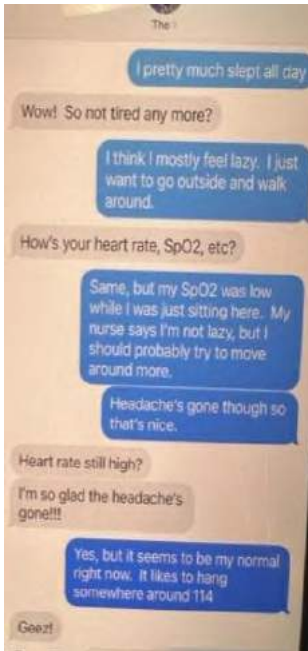 The
I pretty much slept all day
Wow! So not tired any more?
I think I mostly feel lazy. I just
want to go outside and walk
around.
How's your heart rate, SpO2, etc?
Same, but my SpO2 was low
while I was just sitting here. My
nurse says I'm not lazy, but I
should probably try to move
around more.
Headache's gone though so
that's nice.
Heart rate still high?
I'm so glad the headache's
gone!!!
Yes, but it seems to be my normal
right now. It likes to hang
somewhere around 114
Geez!